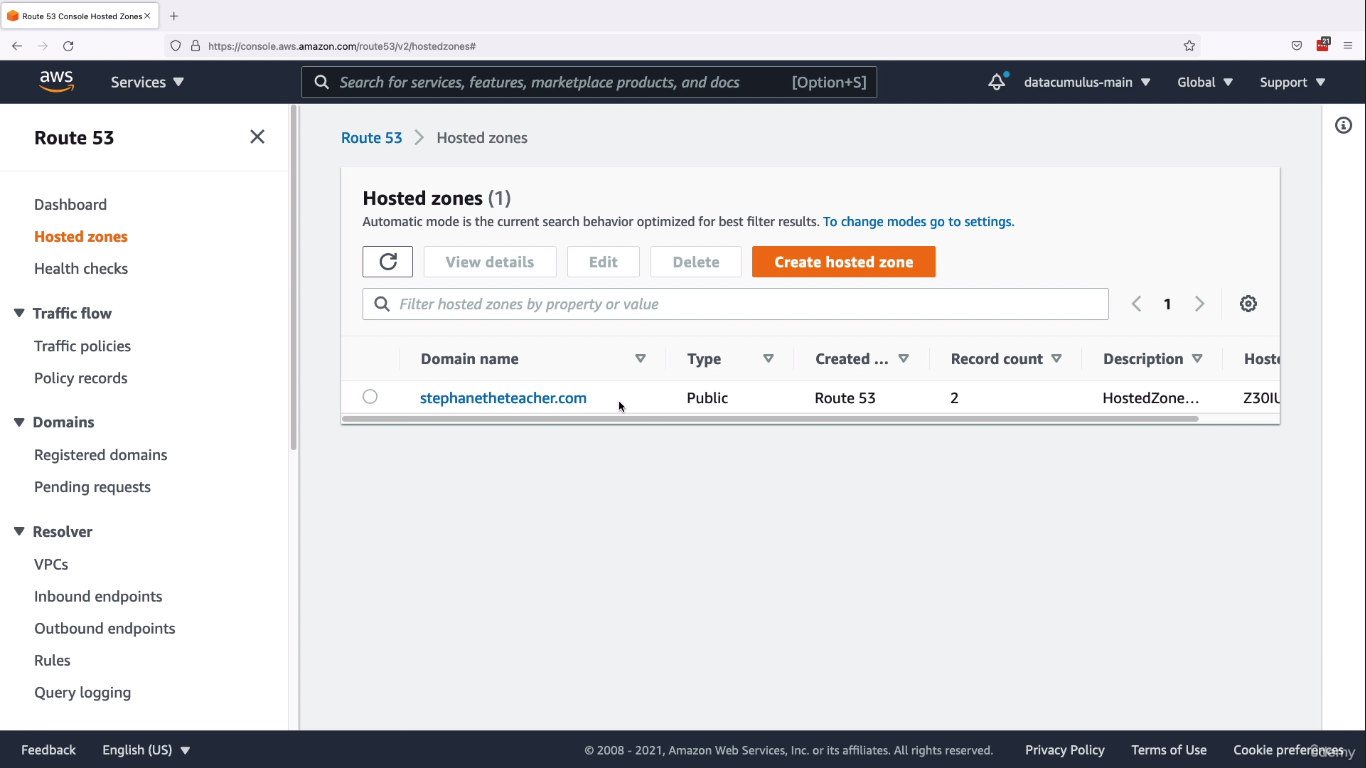 Route 53 Console Hosted Zones
https://console.aws.amazon.com/route53/v2/hostedzones#
21
aws
Services
Search for services, features, marketplace products, and docs [Option+S]
datacumulus-main
Global
Support
Route 53
Dashboard
Hosted zones
Health checks
Traffic flow
Traffic policies
Policy records
Domains
Registered domains
Pending requests
Resolver
VPCs
Inbound endpoints
Outbound endpoints
Rules
Query logging
Route 53 > Hosted zones
Hosted zones (1)
Automatic mode is the current search behavior optimized for best filter results. To change modes go to settings.
View details Edit Delete Create hosted zone
Filter hosted zones by property or value
1
Domain name Type Created ... Record count Description Hoste
stephanetheteacher.com Public Route 53 2 HostedZone... Z30IU
Feedback English (US) © 2008 - 2021, Amazon Web Services, Inc. or its affiliates. All rights reserved. Privacy Policy Terms of Use Cookie preferences
udemy